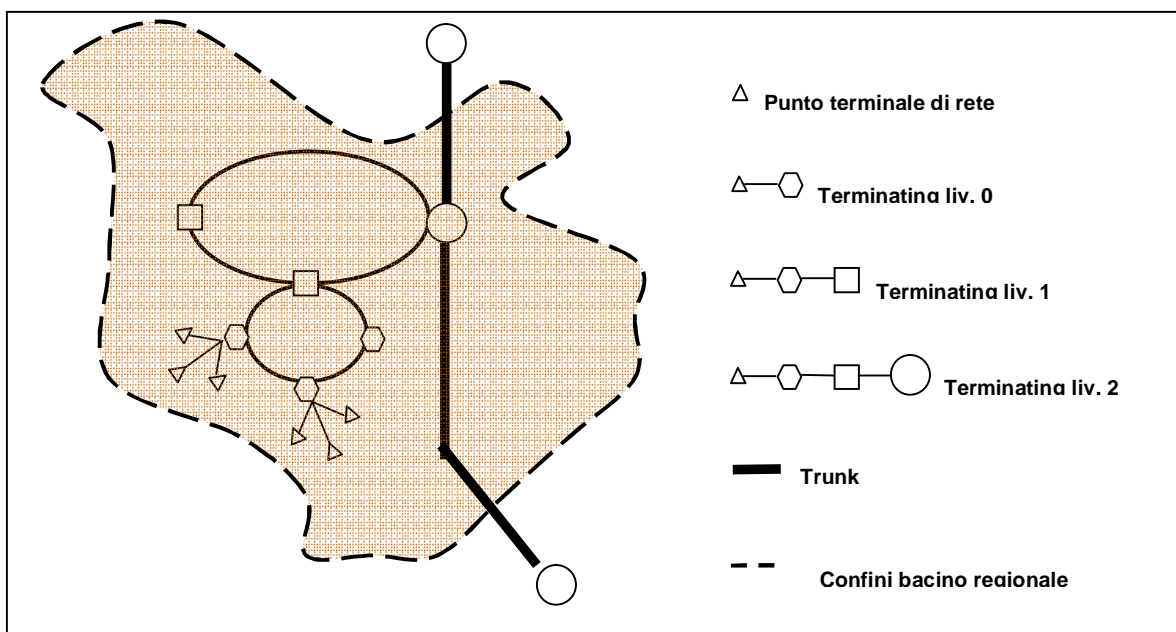 Punto terminale di rete
Terminating liv. 0
Terminating liv. 1
Terminating liv. 2
Trunk
Confini bacino regionale